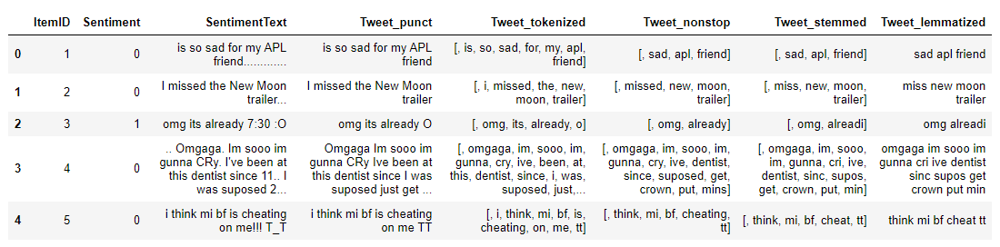 ItemID Sentiment SentimentText Tweet_punct Tweet_tokenized Tweet_nonstop Tweet_stemmed Tweet_lemmatized
0 1 0 is so sad for my APL friend............. is so sad for my APL friend [, is, so, sad, for, my, apl, friend] [, sad, apl, friend] [, sad, apl, friend] sad apl friend
1 2 0 I missed the New Moon trailer... I missed the New Moon trailer [, i, missed, the, new, moon, trailer] [, missed, new, moon, trailer] [, miss, new, moon, trailer] miss new moon trailer
2 3 1 omg its already 7:30 :O omg its already O [, omg, its, already, o] [, omg, already] [, omg, alreadi] omg alreadi
3 4 0 .. Omgaga. Im sooo im gunna CRy. I've been at this dentist since 11.. I was suposed 2... Omgaga Im sooo im gunna CRy Ive been at this dentist since I was suposed just get ... [, omgaga, im, sooo, im, gunna, cry, ive, been, at, this, dentist, since, i, was, suposed, just,... [, omgaga, im, sooo, im, gunna, cry, ive, dentist, since, suposed, get, crown, put, mins] [, omgaga, im, sooo, im, gunna, cri, ive, dentist, sinc, supos, get, crown, put, min] omgaga im sooo im gunna cri ive dentist sinc supos get crown put min
4 5 0 i think mi bf is cheating on me!!! T_T i think mi bf is cheating on me TT [, i, think, mi, bf, is, cheating, on, me, tt] [, think, mi, bf, cheating, tt] [, think, mi, bf, cheat, tt] think mi bf cheat tt